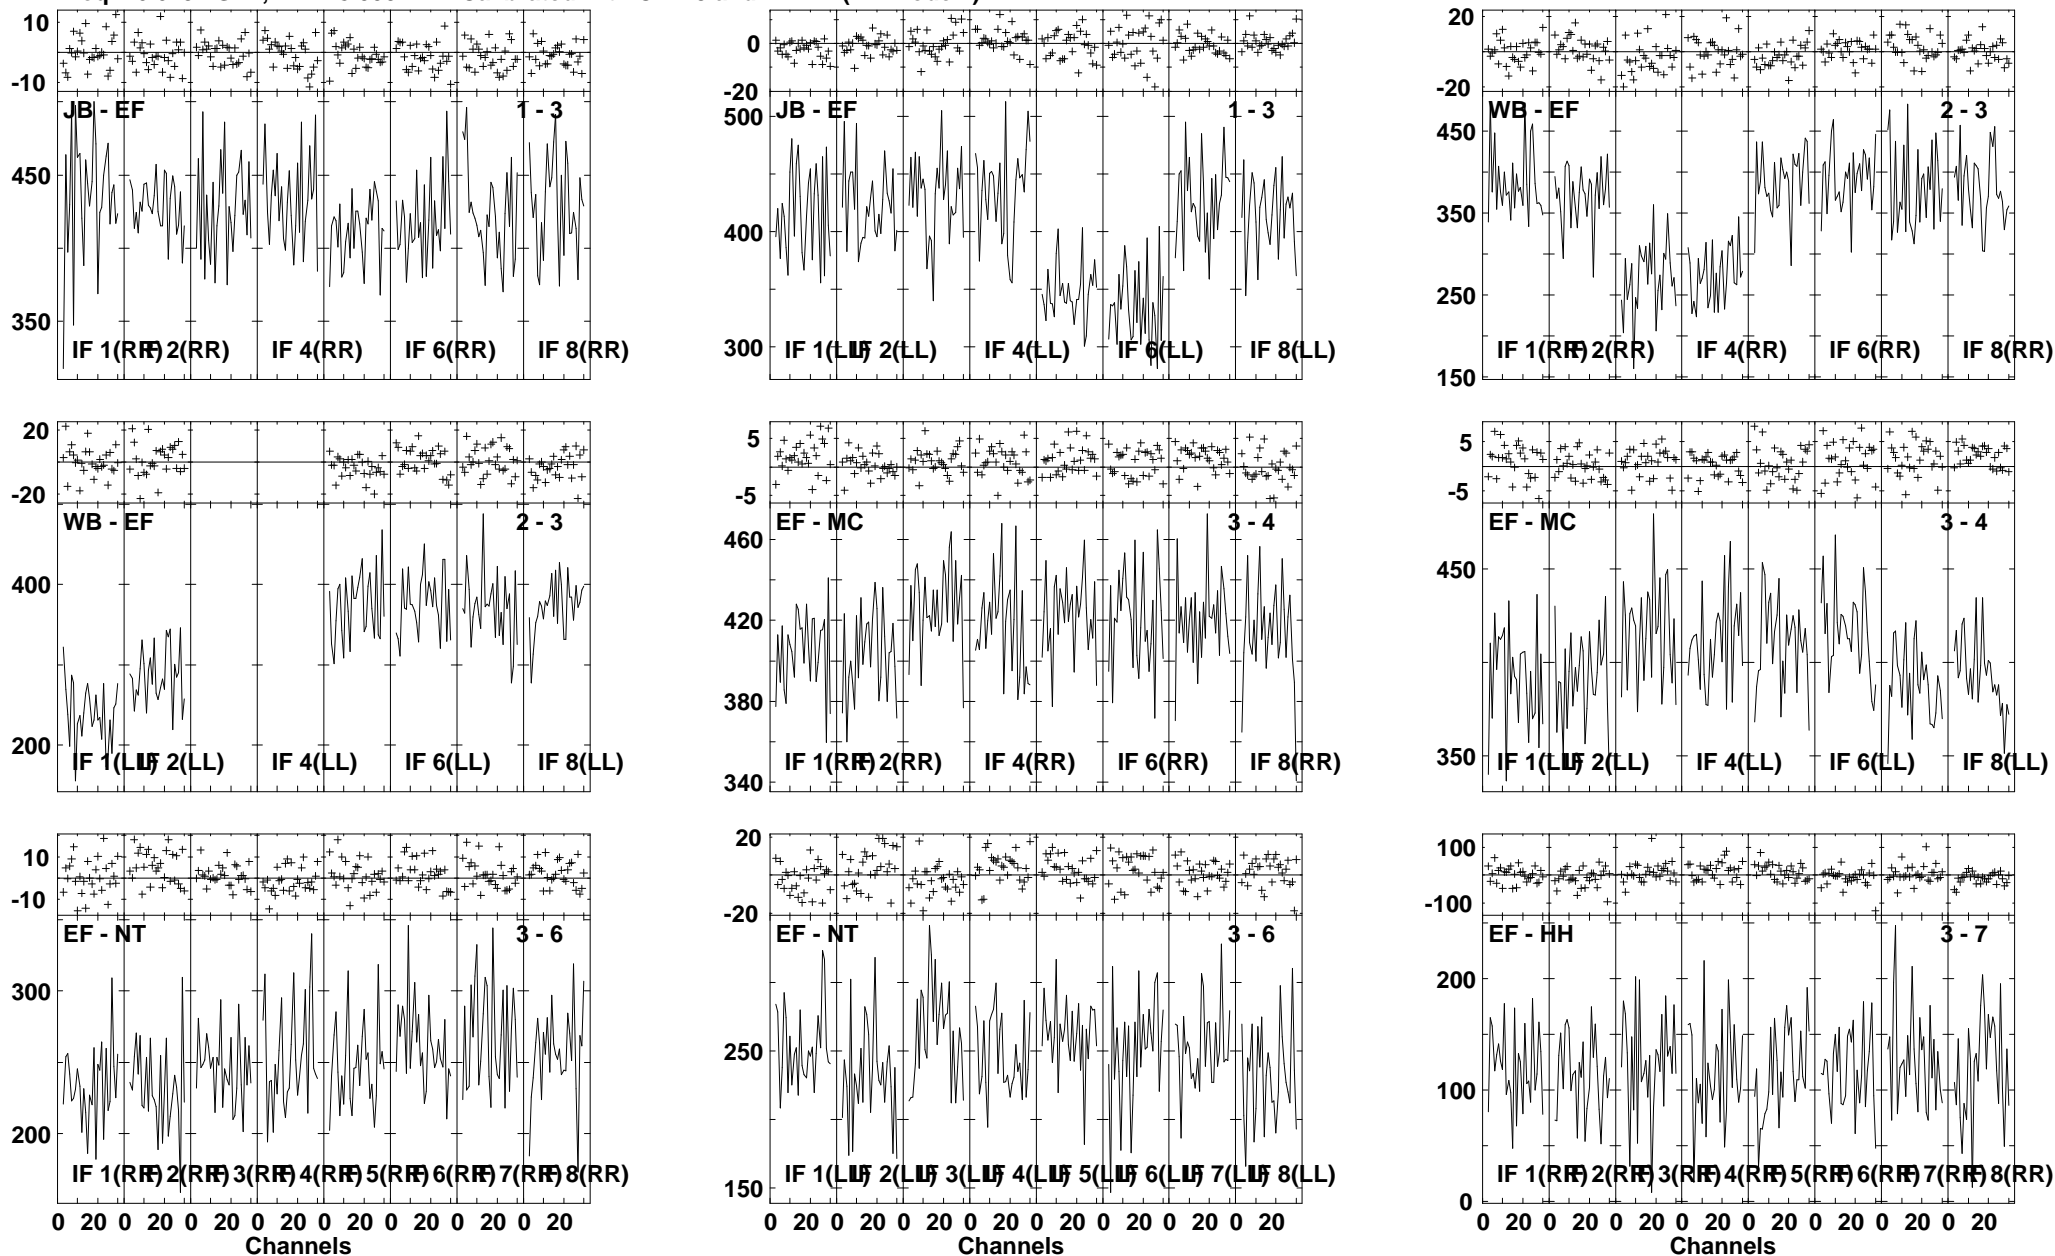 10
-10
JB - EF 1 - 3
450
350
IF 1(RR) IF 2(RR) IF 4(RR) IF 6(RR) IF 8(RR)
0
-20
JB - EF 1 - 3
500
400
300
IF 1(LL) IF 2(LL) IF 4(LL) IF 6(LL) IF 8(LL)
20
0
-20
WB - EF 2 - 3
450
350
250
150
IF 1(RR) IF 2(RR) IF 4(RR) IF 6(RR) IF 8(RR)
20
0
-20
WB - EF 2 - 3
400
200
IF 1(LL) IF 2(LL) IF 4(LL) IF 6(LL) IF 8(LL)
5
-5
EF - MC 3 - 4
460
420
380
340
IF 1(RR) IF 2(RR) IF 4(RR) IF 6(RR) IF 8(RR)
5
0
-5
EF - MC 3 - 4
450
350
IF 1(LL) IF 2(LL) IF 4(LL) IF 6(LL) IF 8(LL)
10
0
-10
EF - NT 3 - 6
300
200
IF 1(RR) IF 2(RR) IF 3(RR) IF 4(RR) IF 5(RR) IF 6(RR) IF 7(RR) IF 8(RR)
0 20 0 20 0 20 0 20 0 20 0 20 0 20 0 20
Channels
20
0
-20
EF - NT 3 - 6
250
150
IF 1(LL) IF 2(LL) IF 3(LL) IF 4(LL) IF 5(LL) IF 6(LL) IF 7(LL) IF 8(LL)
0 20 0 20 0 20 0 20 0 20 0 20 0 20 0 20
Channels
100
0
-100
EF - HH 3 - 7
200
100
0
IF 1(RR) IF 2(RR) IF 3(RR) IF 4(RR) IF 5(RR) IF 6(RR) IF 7(RR) IF 8(RR)
0 20 0 20 0 20 0 20 0 20 0 20 0 20 0 20
Channels